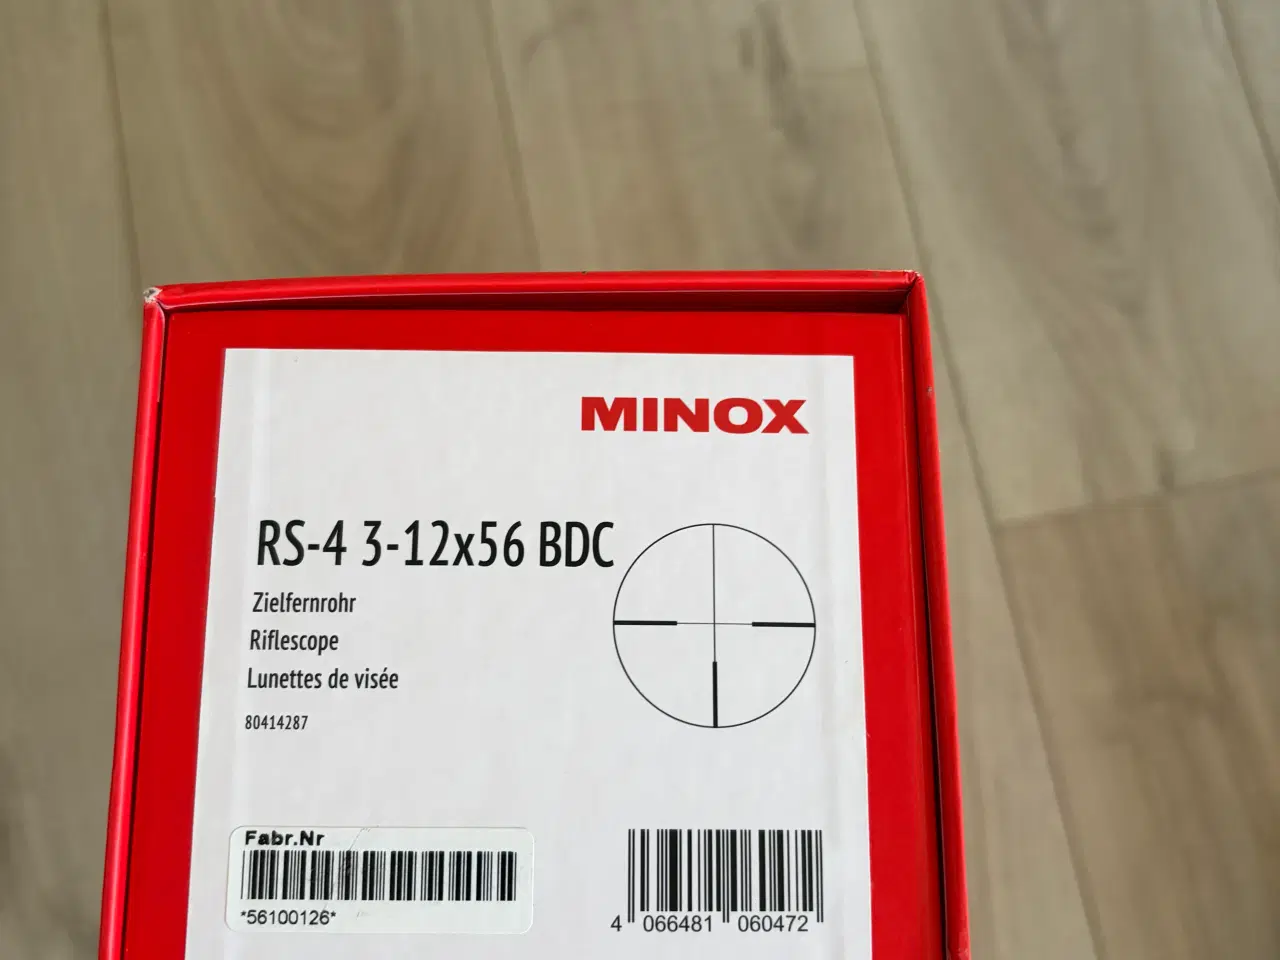 MINOX
RS-4 3-12x56 BDC
Zielfernrohr
Riflescope
Lunettes de visée
80414287
Fabr.Nr
*56100126*
4 066481 060472